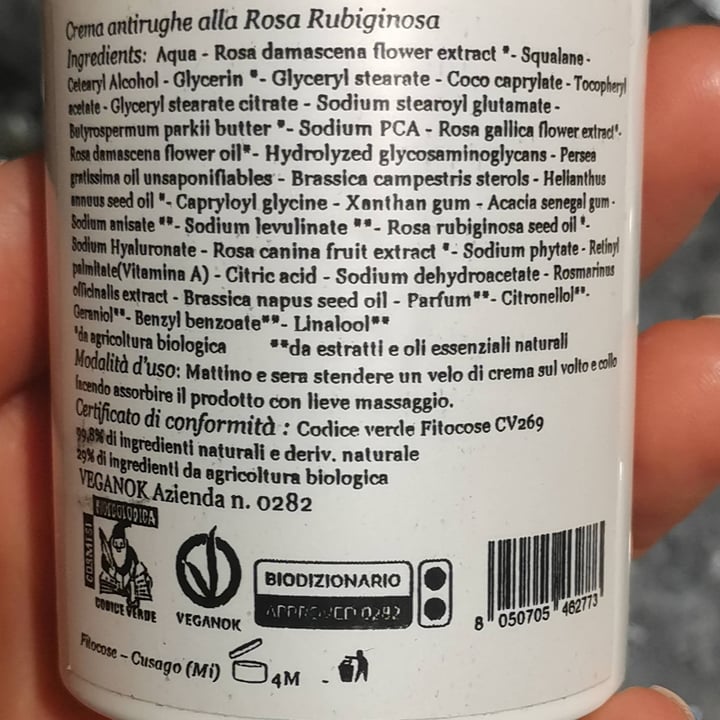 Crema antirughe alla Rosa Rubiginosa
Ingredients: Aqua - Rosa damascena flower extract *- Squalane -
Cetearyl Alcohol - Glycerin *- Glyceryl stearate - Coco caprylate - Tocopheryl
acetate - Glyceryl stearate citrate - Sodium stearoyl glutamate -
Butyrospermum parkii butter *- Sodium PCA - Rosa gallica flower extract*-
Rosa damascena flower oil*- Hydrolyzed glycosaminoglycans - Persea
gratissima oil unsaponifiables - Brassica campestris sterols - Helianthus
annuus seed oil *- Capryloyl glycine - Xanthan gum - Acacia senegal gum -
Sodium anisate **- Sodium levulinate **- Rosa rubiginosa seed oil *-
Sodium Hyaluronate - Rosa canina fruit extract *- Sodium phytate - Retinyl
palmitate(Vitamina A) - Citric acid - Sodium dehydroacetate - Rosmarinus
officinalis extract - Brassica napus seed oil - Parfum**- Citronellol**-
Geraniol**- Benzyl benzoate**- Linalool**
*da agricoltura biologica **da estratti e oli essenziali naturali
Modalità d'uso: Mattino e sera stendere un velo di crema sul volto e collo
facendo assorbire il prodotto con lieve massaggio.
Certificato di conformità : Codice verde Fitocose CV269
99,8% di ingredienti naturali e deriv. naturale
29% di ingredienti da agricoltura biologica
VEGANOK Azienda n. 0282
BIOECOLOGICA
COSMESI
CODICE VERDE
VEGANOK
BIODIZIONARIO
APPROVED 0282
8 050705 462773
Fitocose - Cusago (Mi)
4M